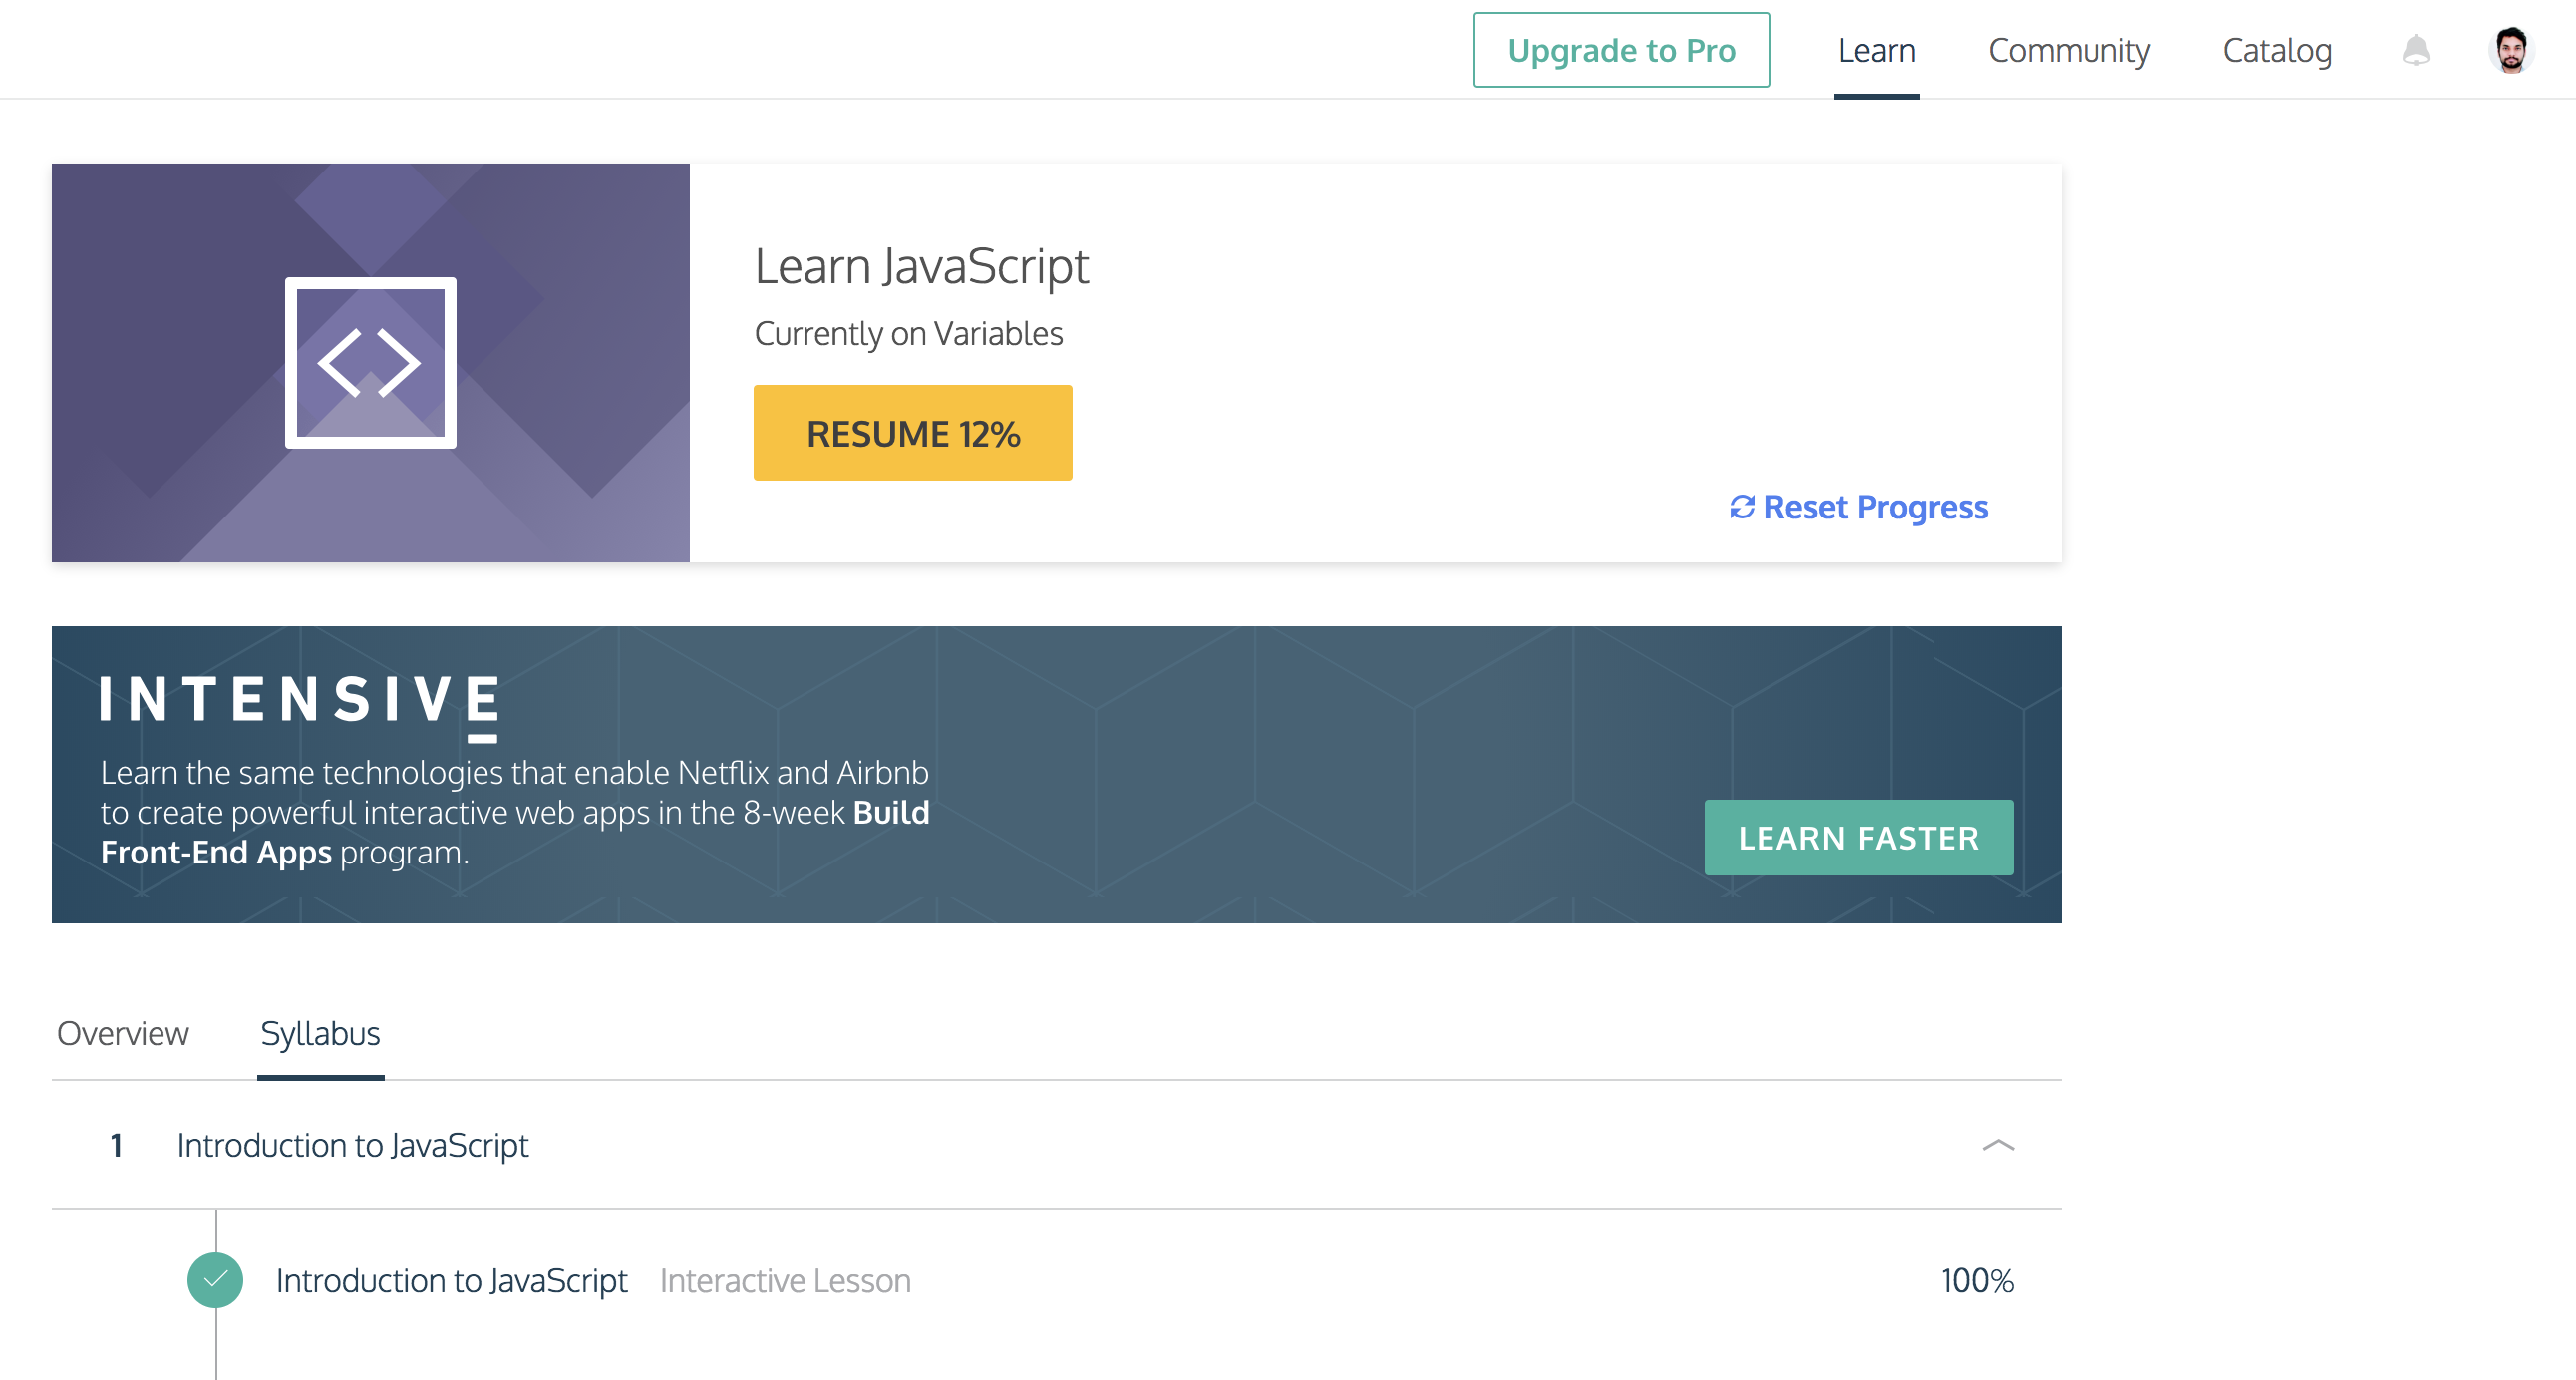 Upgrade to Pro
Learn
Community
Catalog
Learn JavaScript
Currently on Variables
RESUME 12%
Reset Progress
INTENSIVE
Learn the same technologies that enable Netflix and Airbnb
to create powerful interactive web apps in the 8-week Build
Front-End Apps program.
LEARN FASTER
Overview
Syllabus
1 Introduction to JavaScript
Introduction to JavaScript Interactive Lesson 100%